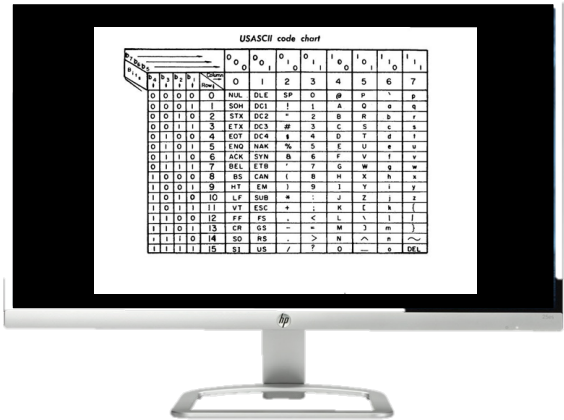 USASCII code chart
b7 b6 b5 0 0 0 0 0 1 0 1 0 0 1 1 1 0 0 1 0 1 1 1 0 1 1 1
Bits b4 b3 b2 b1 Column Row 0 1 2 3 4 5 6 7
0 0 0 0 0 NUL DLE SP 0 @ P ` p
0 0 0 1 1 SOH DC1 ! 1 A Q a q
0 0 1 0 2 STX DC2 " 2 B R b r
0 0 1 1 3 ETX DC3 # 3 C S c s
0 1 0 0 4 EOT DC4 $ 4 D T d t
0 1 0 1 5 ENQ NAK % 5 E U e u
0 1 1 0 6 ACK SYN & 6 F V f v
0 1 1 1 7 BEL ETB ' 7 G W g w
1 0 0 0 8 BS CAN ( 8 H X h x
1 0 0 1 9 HT EM ) 9 I Y i y
1 0 1 0 10 LF SUB * : J Z j z
1 0 1 1 11 VT ESC + ; K [ k {
1 1 0 0 12 FF FS , < L \ l |
1 1 0 1 13 CR GS - = M ] m }
1 1 1 0 14 SO RS . > N ^ n ~
1 1 1 1 15 SI US / ? O _ o DEL
hp